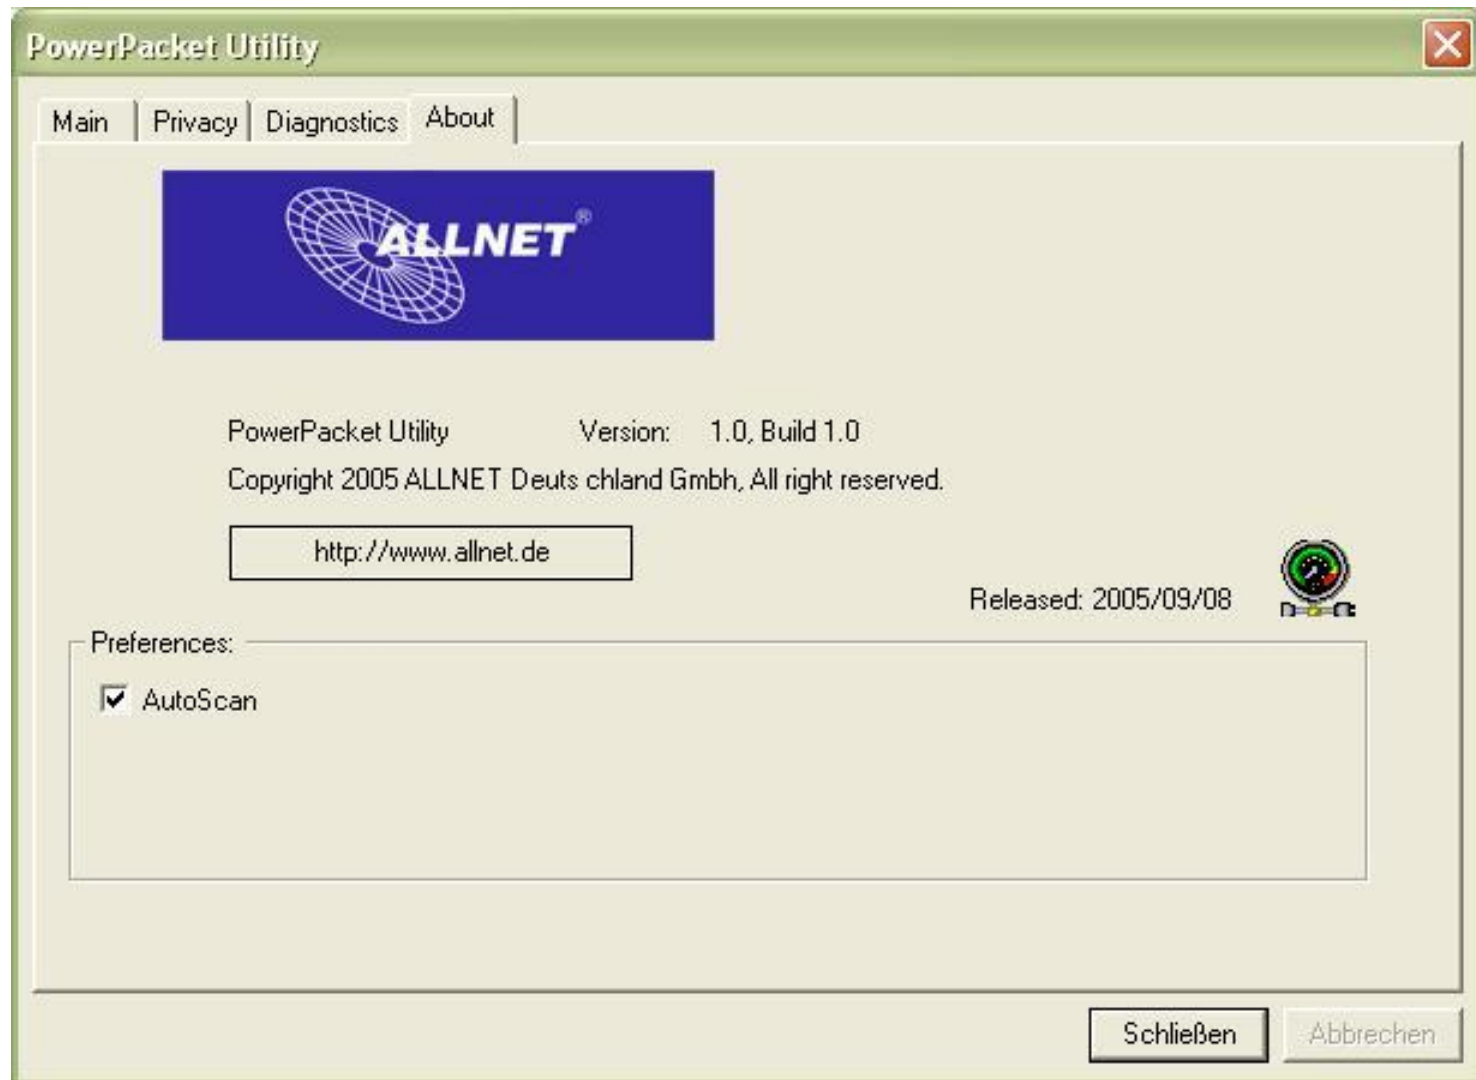 PowerPacket Utility
Main Privacy Diagnostics About
ALLNET®
PowerPacket Utility Version: 1.0, Build 1.0
Copyright 2005 ALLNET Deuts chland Gmbh, All right reserved.
http://www.allnet.de
Released: 2005/09/08
Preferences:
AutoScan
Schließen Abbrechen